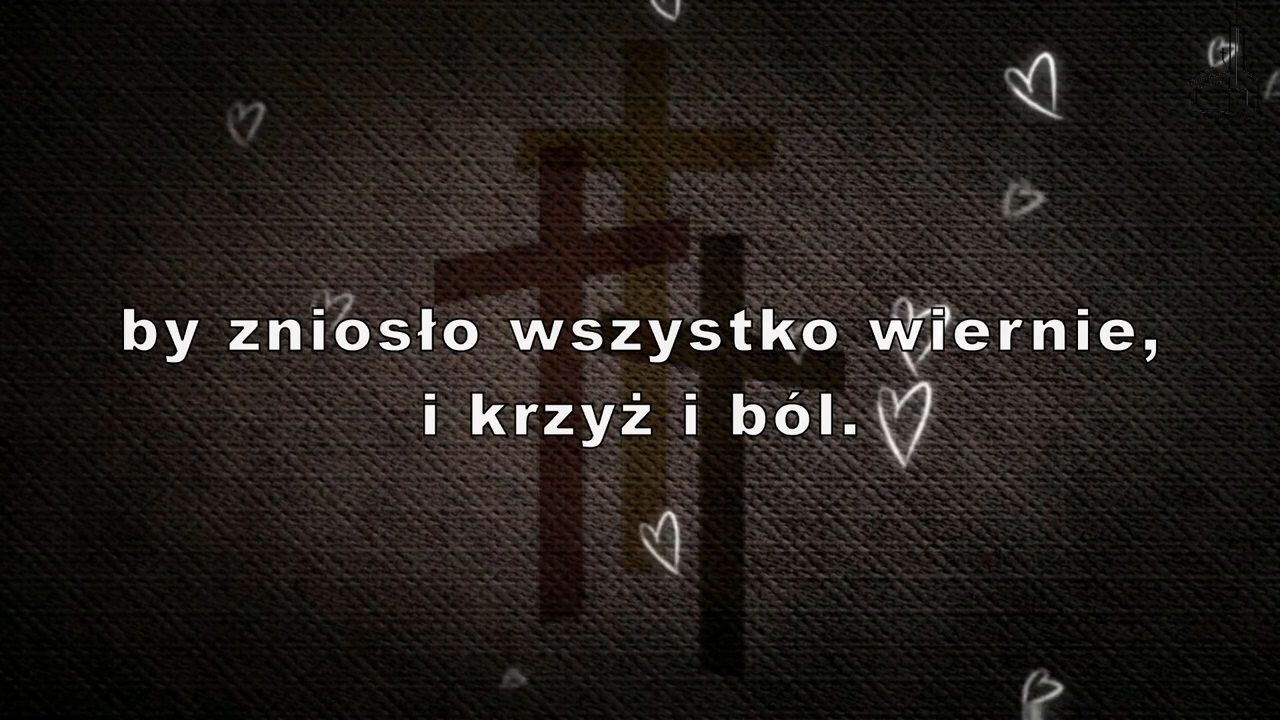 by zniosło wszystko wiernie,
i krzyż i ból.